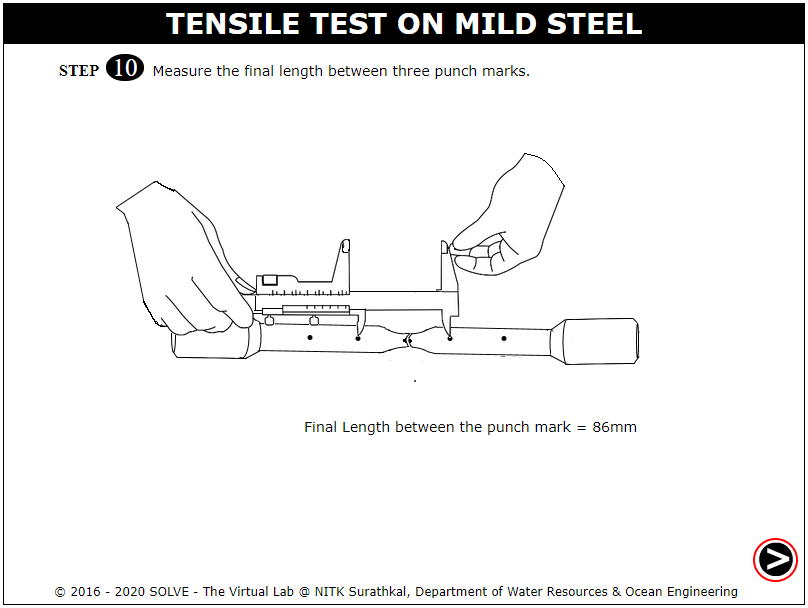 TENSILE TEST ON MILD STEEL
STEP 10 Measure the final length between three punch marks.
Final Length between the punch mark = 86mm
© 2016 - 2020 SOLVE - The Virtual Lab @ NITK Surathkal, Department of Water Resources & Ocean Engineering